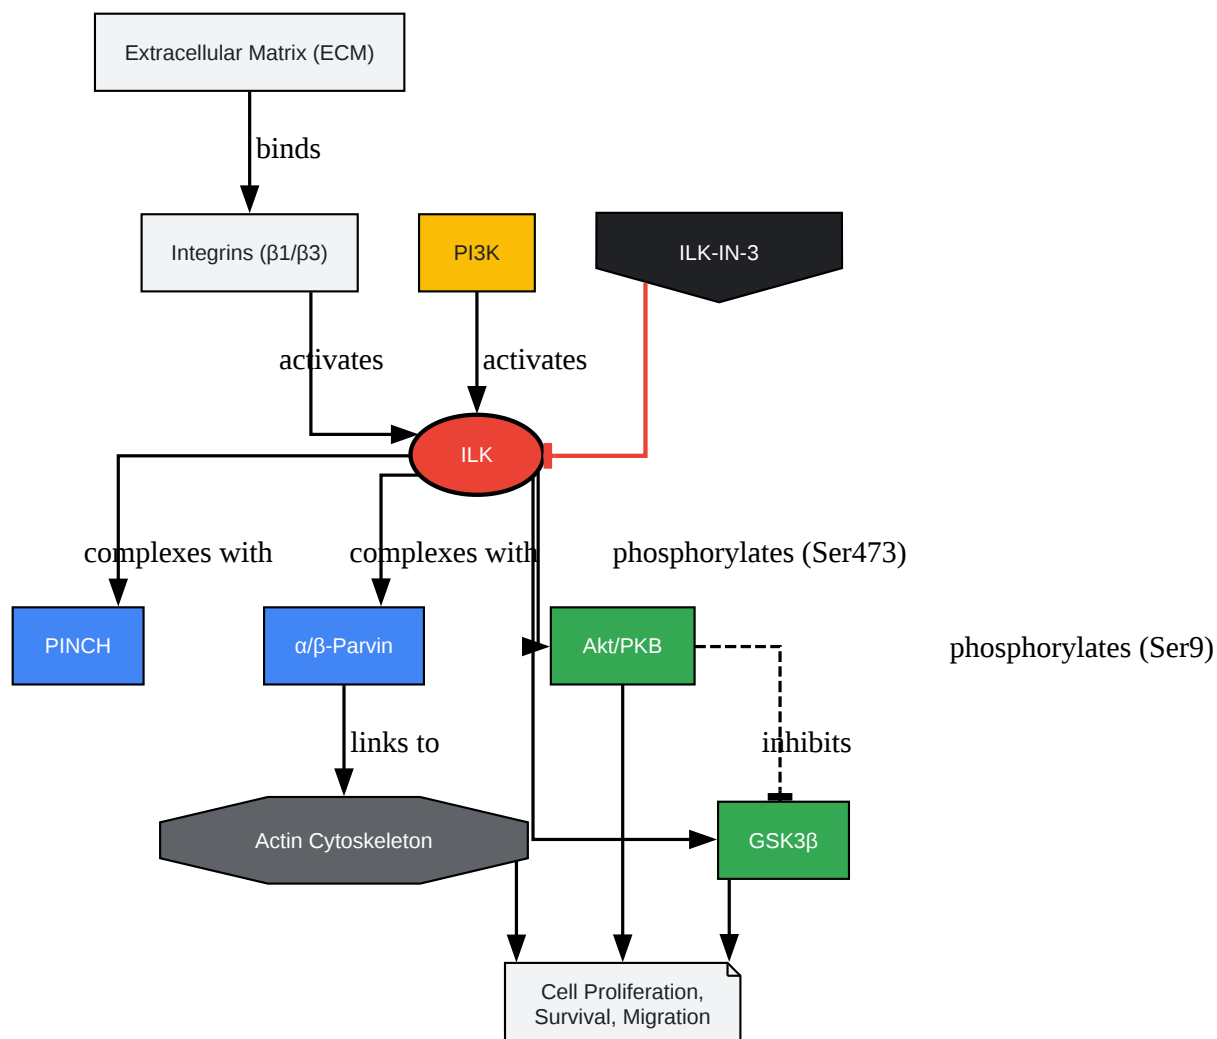 Extracellular Matrix (ECM)
binds
Integrins (β1/β3)
PI3K
ILK-IN-3
activates
activates
ILK
complexes with
complexes with
phosphorylates (Ser473)
PINCH
α/β-Parvin
Akt/PKB
phosphorylates (Ser9)
links to
inhibits
Actin Cytoskeleton
GSK3β
Cell Proliferation,
Survival, Migration